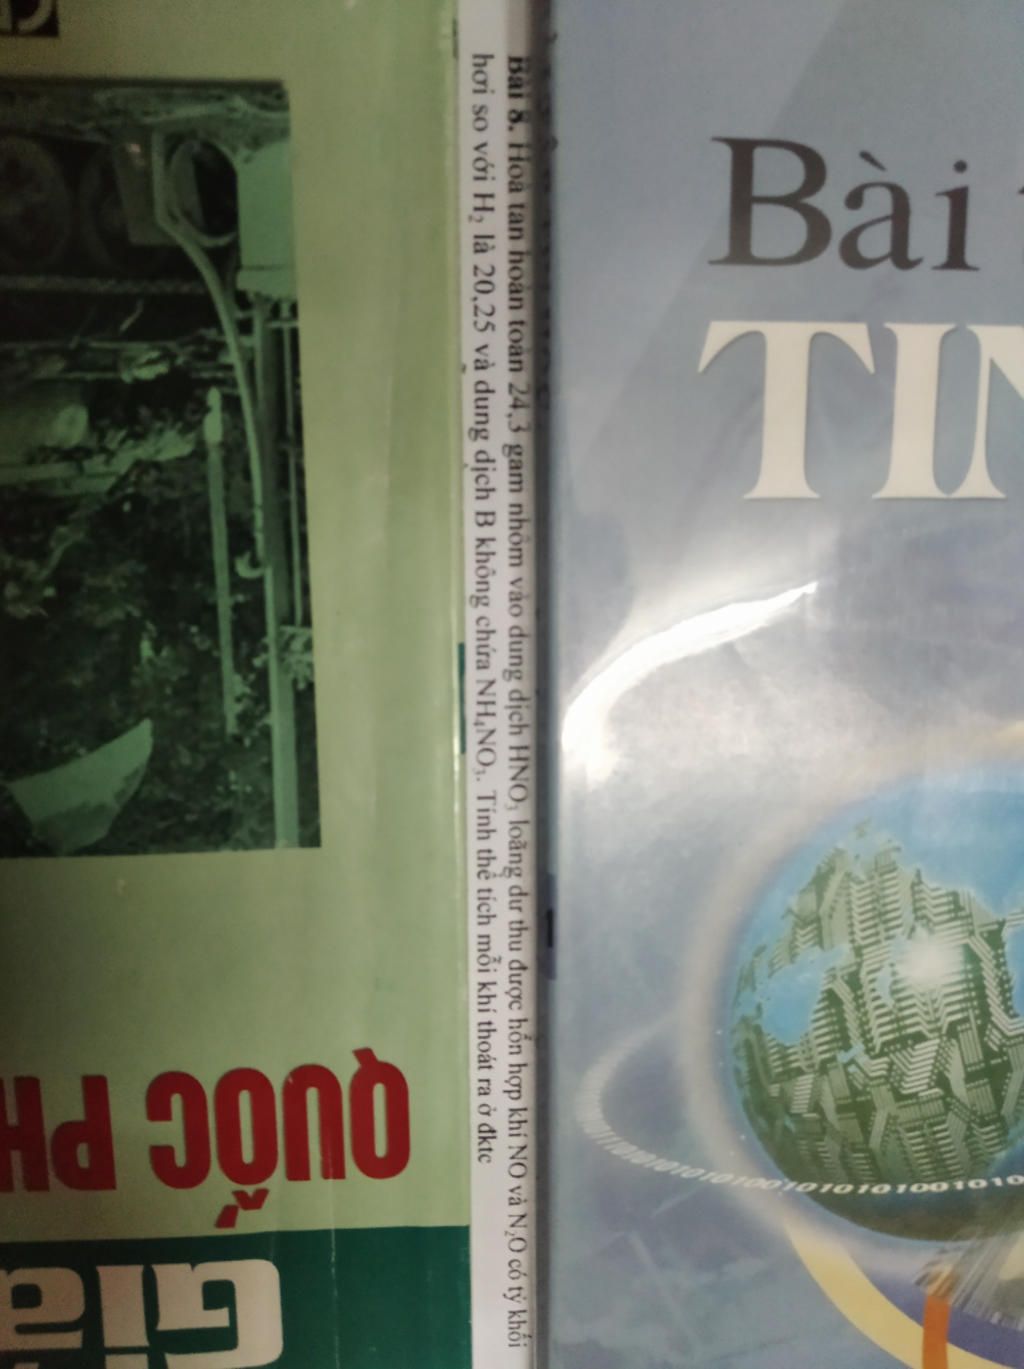 Bài 8. Hoà tan hoàn toàn 24,3 gam nhôm vào dung dịch HNO₃ loãng dư thu được hỗn hợp khí NO và N₂O có tỷ khối
hơi so với H₂ là 20,25 và dung dịch B không chứa NH₄NO₃. Tính thể tích mỗi khí thoát ra ở đktc
Bài
TIN
QUỐC PH
Giá
101010101010010101010100101